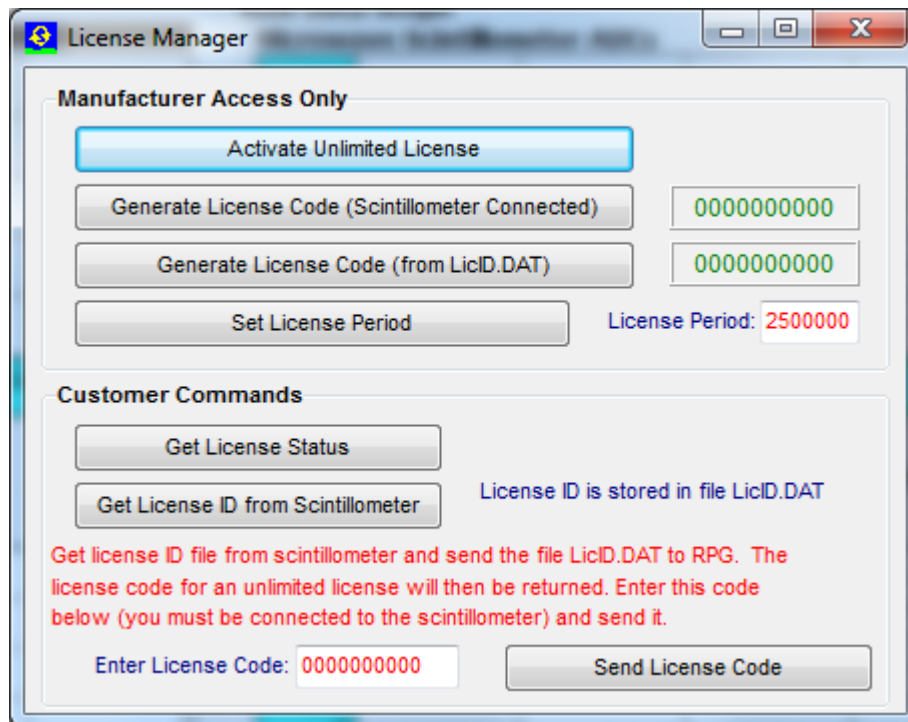 License Manager
Manufacturer Access Only
Activate Unlimited License
Generate License Code (Scintillometer Connected) 0000000000
Generate License Code (from LicID.DAT) 0000000000
Set License Period License Period: 2500000
Customer Commands
Get License Status
Get License ID from Scintillometer License ID is stored in file LicID.DAT
Get license ID file from scintillometer and send the file LicID.DAT to RPG. The
license code for an unlimited license will then be returned. Enter this code
below (you must be connected to the scintillometer) and send it.
Enter License Code: 0000000000 Send License Code